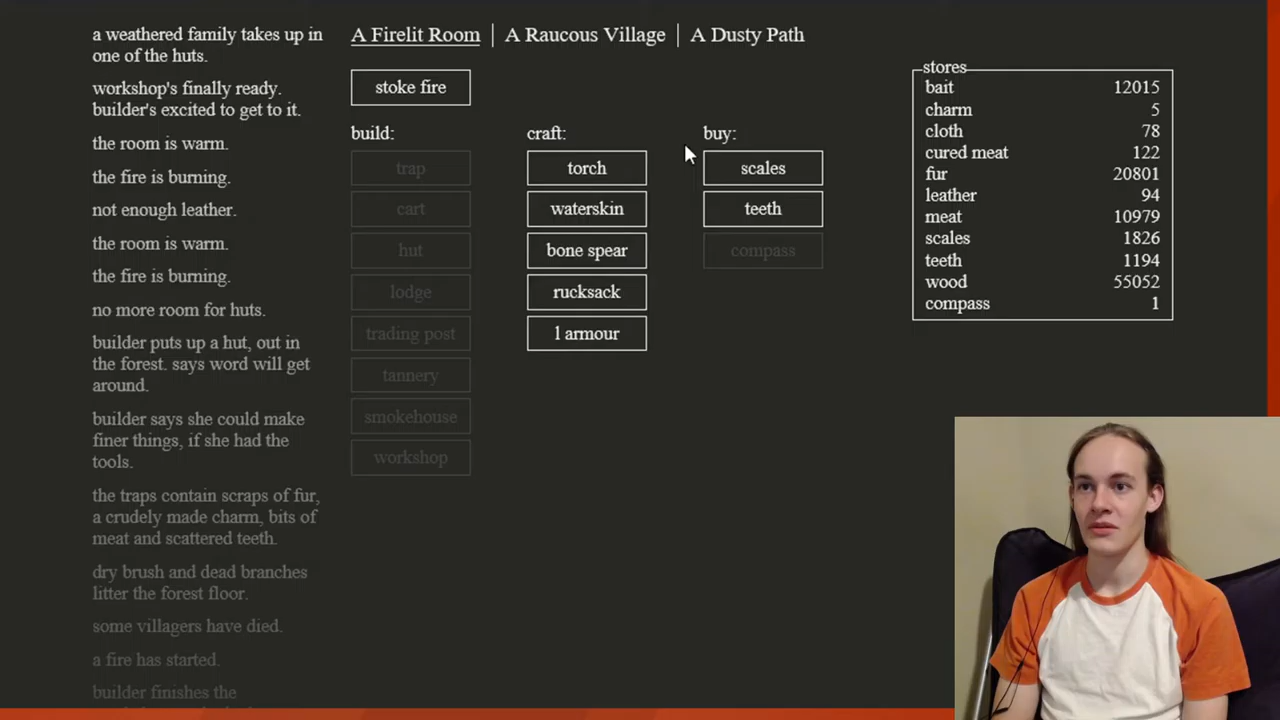 a weathered family takes up in
one of the huts.
workshop's finally ready.
builder's excited to get to it.
the room is warm.
the fire is burning.
not enough leather.
the room is warm.
the fire is burning.
no more room for huts.
builder puts up a hut, out in
the forest. says word will get
around.
builder says she could make
finer things, if she had the
tools.
the traps contain scraps of fur,
a crudely made charm, bits of
meat and scattered teeth.
dry brush and dead branches
litter the forest floor.
some villagers have died.
a fire has started.
builder finishes the
A Firelit Room | A Raucous Village | A Dusty Path
stoke fire
build:
trap
cart
hut
lodge
trading post
tannery
smokehouse
workshop
craft:
torch
waterskin
bone spear
rucksack
l armour
buy:
scales
teeth
compass
stores
bait 12015
charm 5
cloth 78
cured meat 122
fur 20801
leather 94
meat 10979
scales 1826
teeth 1194
wood 55052
compass 1